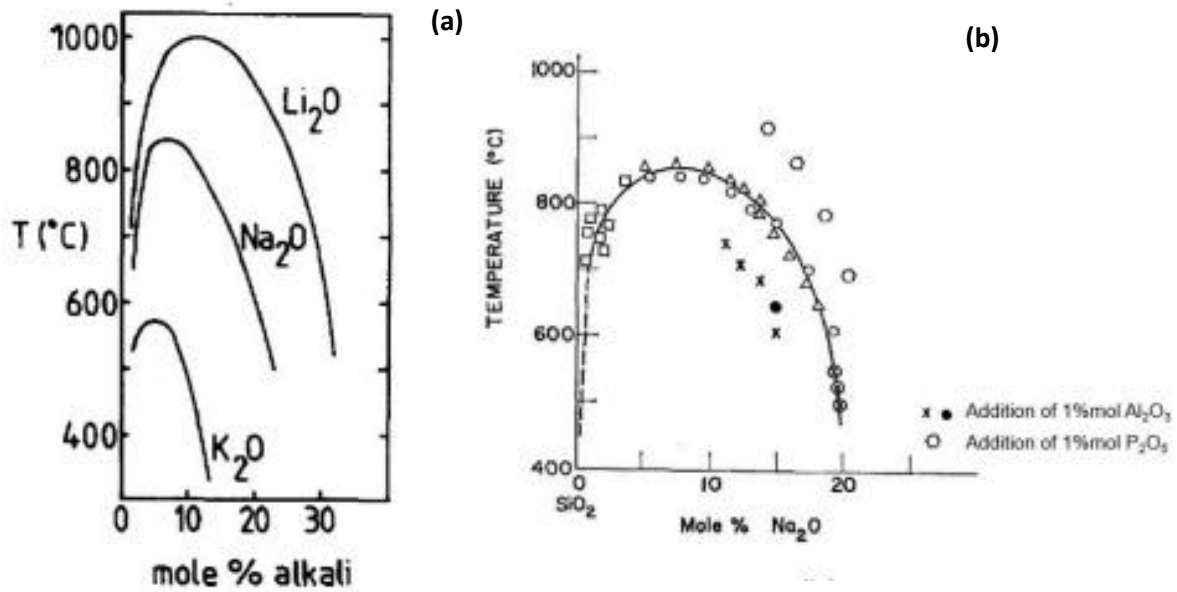 (a)
1000
800
600
400
T (°C)
Li₂O
Na₂O
K₂O
0 10 20 30
mole % alkali
(b)
1000
800
600
400
TEMPERATURE (°C)
0 10 20
SiO₂
Mole % Na₂O
x ● Addition of 1%mol Al₂O₃
○ Addition of 1%mol P₂O₅